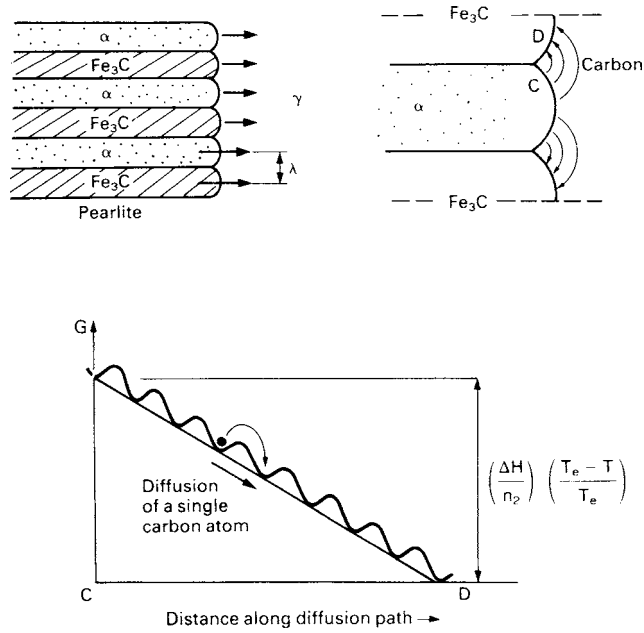 α
Fe₃C
α
Fe₃C
α
Fe₃C
Pearlite
γ
λ
Fe₃C
D
Carbon
C
α
Fe₃C
G
Diffusion
of a single
carbon atom
(ΔH/n₂) (Tₑ − T/Tₑ)
C
D
Distance along diffusion path →